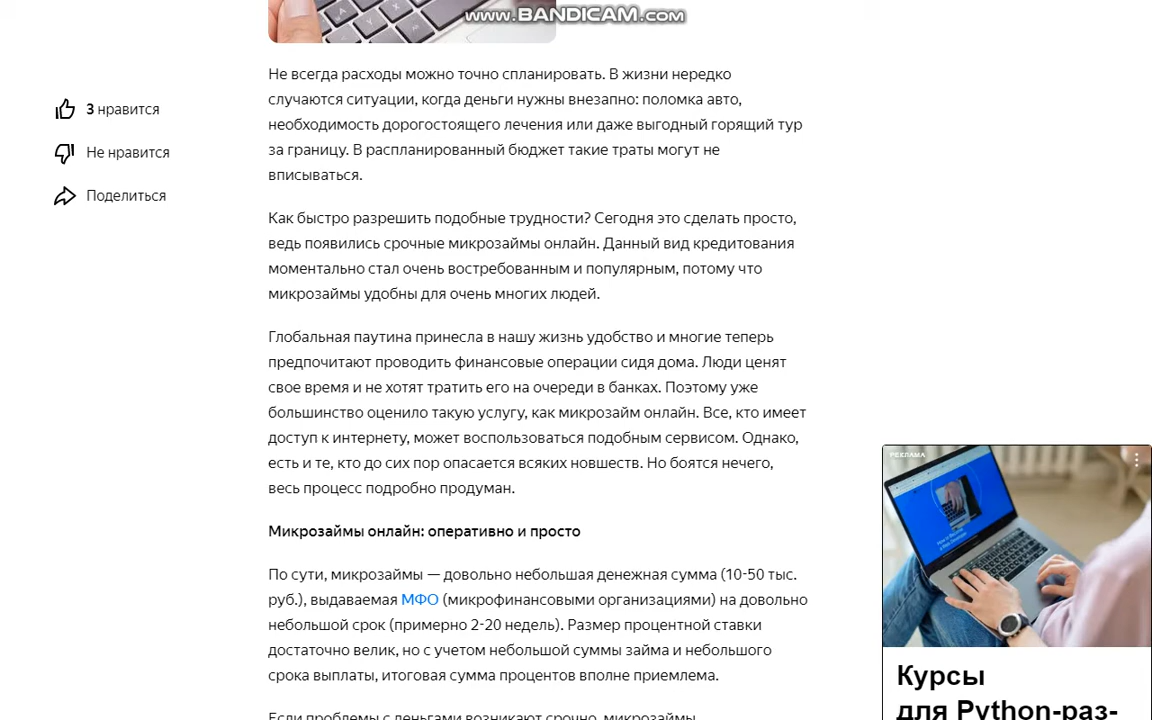 www.BANDICAM.com
3 нравится
Не нравится
Поделиться
Не всегда расходы можно точно спланировать. В жизни нередко
случаются ситуации, когда деньги нужны внезапно: поломка авто,
необходимость дорогостоящего лечения или даже выгодный горящий тур
за границу. В распланированный бюджет такие траты могут не
вписываться.
Как быстро разрешить подобные трудности? Сегодня это сделать просто,
ведь появились срочные микрозаймы онлайн. Данный вид кредитования
моментально стал очень востребованным и популярным, потому что
микрозаймы удобны для очень многих людей.
Глобальная паутина принесла в нашу жизнь удобство и многие теперь
предпочитают проводить финансовые операции сидя дома. Люди ценят
свое время и не хотят тратить его на очереди в банках. Поэтому уже
большинство оценило такую услугу, как микрозайм онлайн. Все, кто имеет
доступ к интернету, может воспользоваться подобным сервисом. Однако,
есть и те, кто до сих пор опасается всяких новшеств. Но боятся нечего,
весь процесс подробно продуман.
Микрозаймы онлайн: оперативно и просто
По сути, микрозаймы — довольно небольшая денежная сумма (10-50 тыс.
руб.), выдаваемая МФО (микрофинансовыми организациями) на довольно
небольшой срок (примерно 2-20 недель). Размер процентной ставки
достаточно велик, но с учетом небольшой суммы займа и небольшого
срока выплаты, итоговая сумма процентов вполне приемлема.
Если проблемы с деньгами возникают срочно, микрозаймы
РЕКЛАМА
Курсы
для Python-раз-